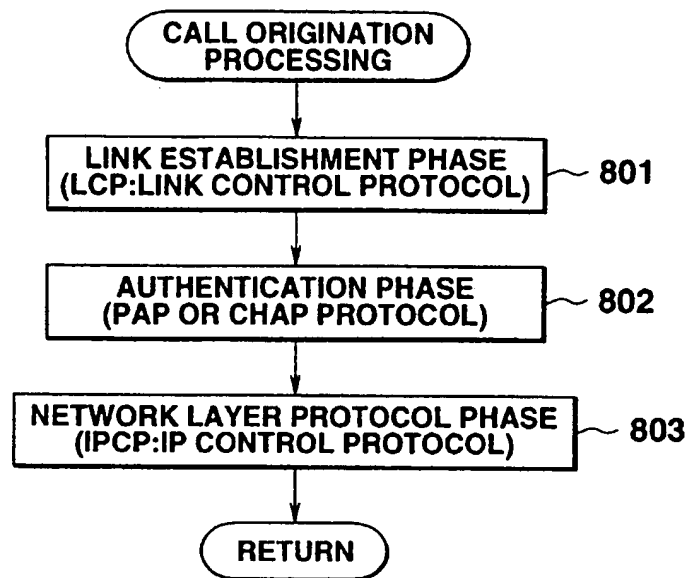 CALL ORIGINATION
PROCESSING
LINK ESTABLISHMENT PHASE
(LCP:LINK CONTROL PROTOCOL)
801
AUTHENTICATION PHASE
(PAP OR CHAP PROTOCOL)
802
NETWORK LAYER PROTOCOL PHASE
(IPCP:IP CONTROL PROTOCOL)
803
RETURN